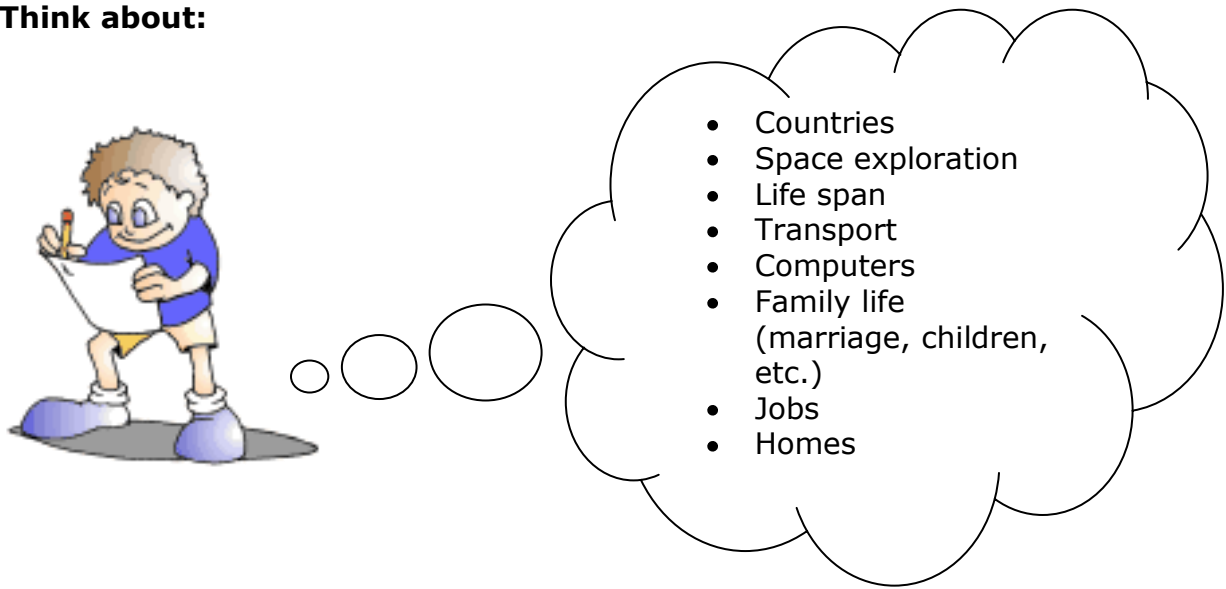 Think about:
• Countries
• Space exploration
• Life span
• Transport
• Computers
• Family life
(marriage, children,
etc.)
• Jobs
• Homes